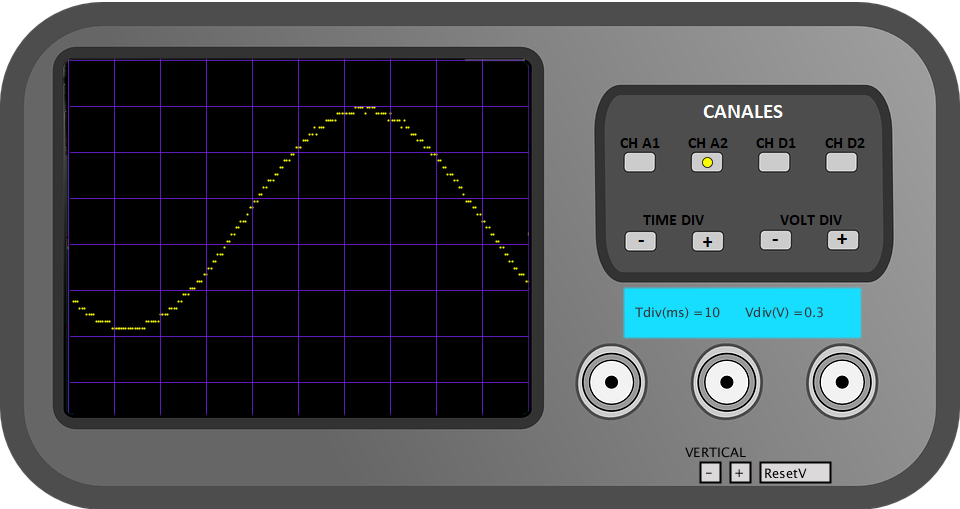 CANALES
CH A1 CH A2 CH D1 CH D2
TIME DIV VOLT DIV
- + - +
Tdiv(ms) =10 Vdiv(V) =0.3
VERTICAL
- + ResetV